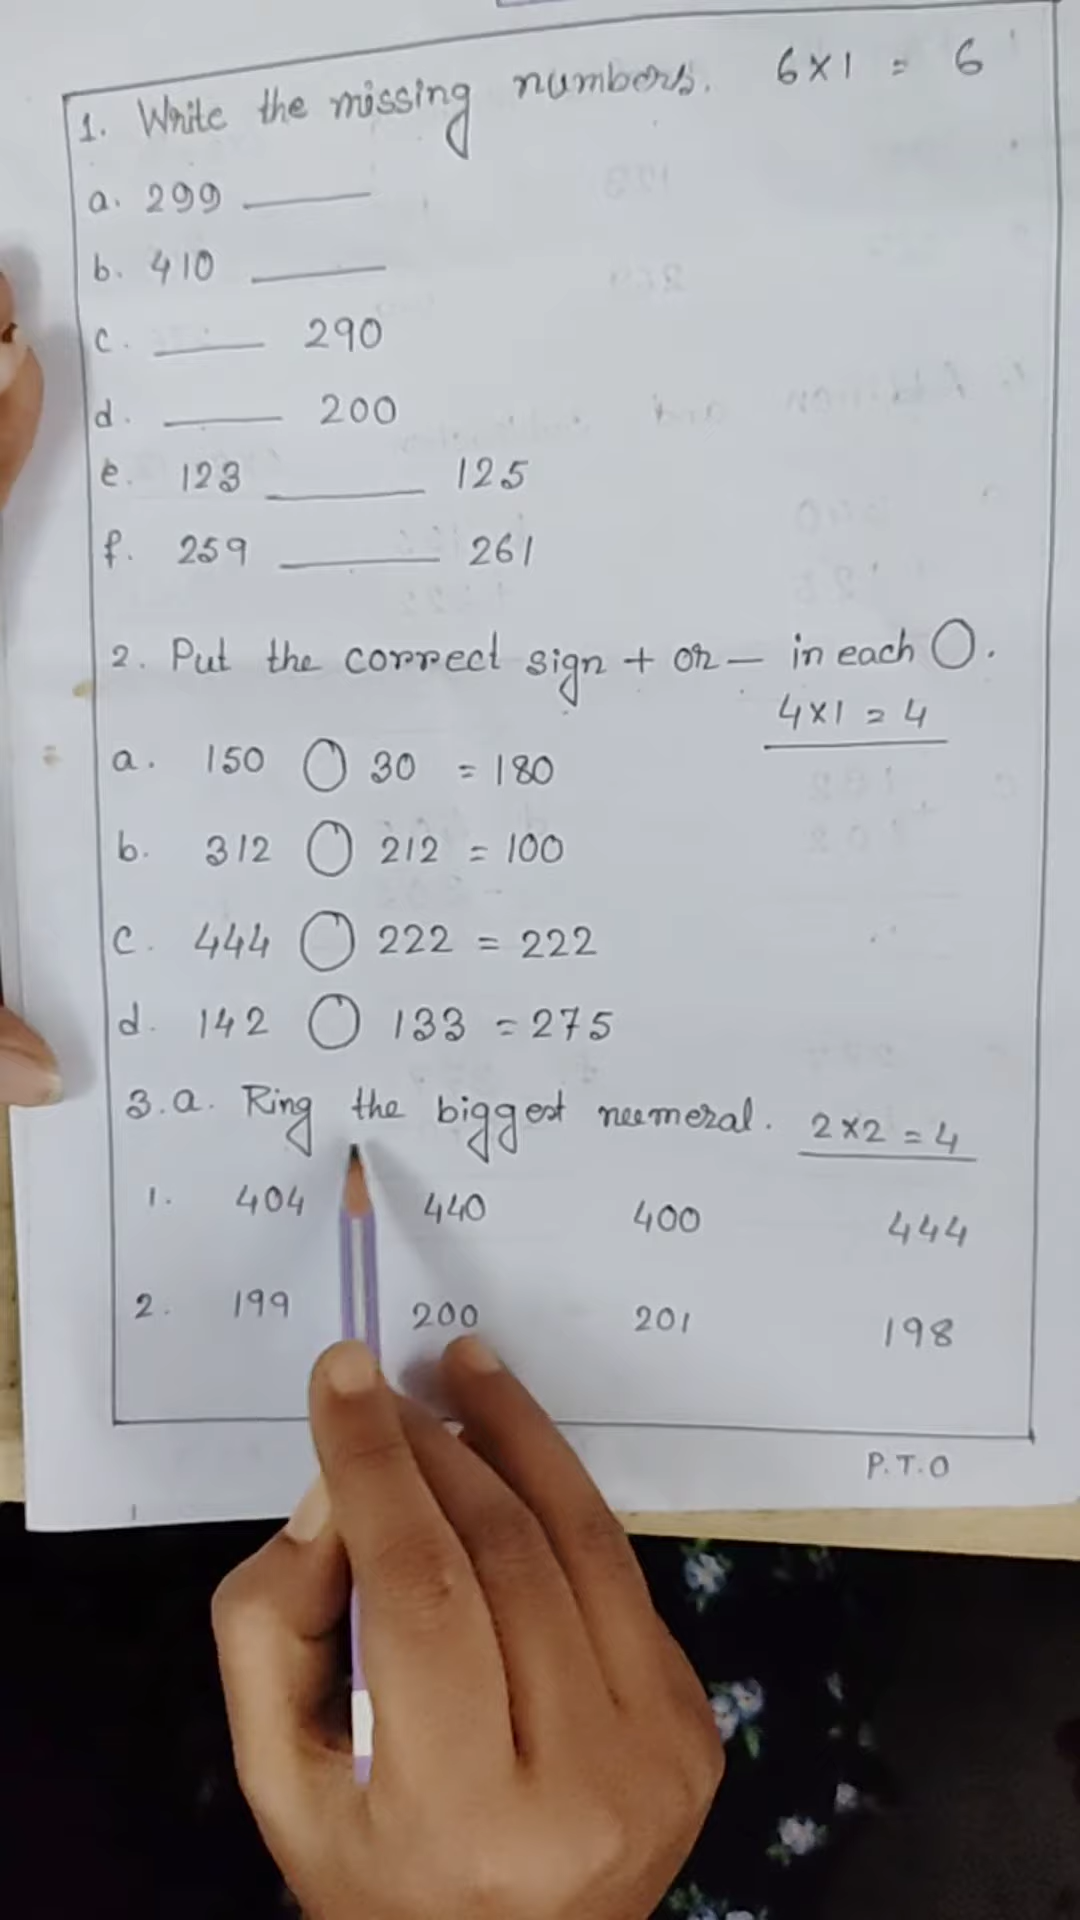 1. Write the missing numbers. 6×1 = 6
a. 299 ____
b. 410 ____
c. ____ 290
d. ____ 200
e. 123 ____ 125
f. 259 ____ 261
2. Put the correct sign + or — in each O.
4×1 = 4
a. 150 O 30 = 180
b. 312 O 212 = 100
c. 444 O 222 = 222
d. 142 O 133 = 275
3.a. Ring the biggest numeral. 2×2 = 4
1. 404 440 400 444
2. 199 200 201 198
P.T.O